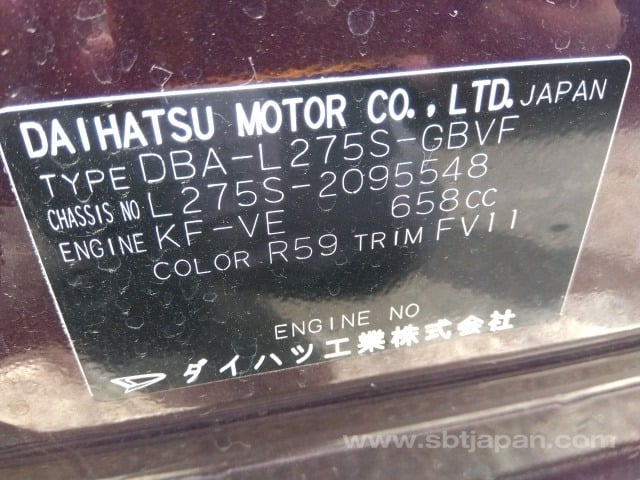 DAIHATSU MOTOR CO., LTD. JAPAN
TYPE DBA-L275S-GBVF
CHASSIS NO L275S-2095548
ENGINE KF-VE 658CC
COLOR R59 TRIM FV11
ENGINE NO
ダイハツ工業株式会社
www.sbtjapan.com